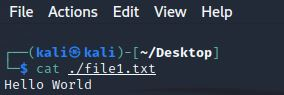 File Actions Edit View Help
┌──(kali㉿kali)-[~/Desktop]
└─$ cat ./file1.txt
Hello World